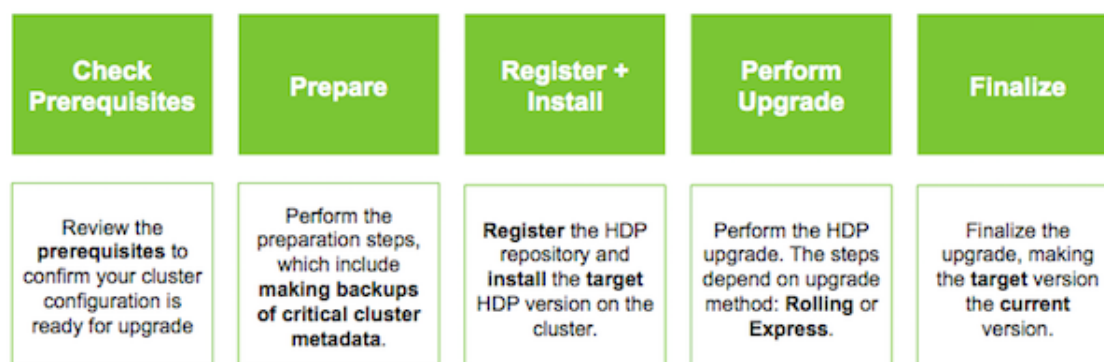 Check
Prerequisites
Prepare
Register +
Install
Perform
Upgrade
Finalize
Review the
prerequisites to
confirm your cluster
configuration is
ready for upgrade
Perform the
preparation steps,
which include
making backups
of critical cluster
metadata.
Register the HDP
repository and
install the target
HDP version on the
cluster.
Perform the HDP
upgrade. The steps
depend on upgrade
method: Rolling or
Express.
Finalize the
upgrade, making
the target version
the current
version.